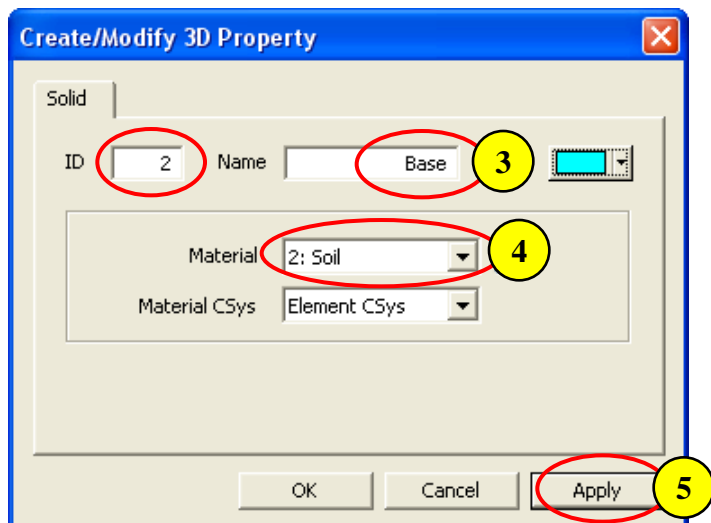 Create/Modify 3D Property
Solid
ID 2 Name Base 3
Material 2: Soil 4
Material CSys Element CSys
OK Cancel Apply 5